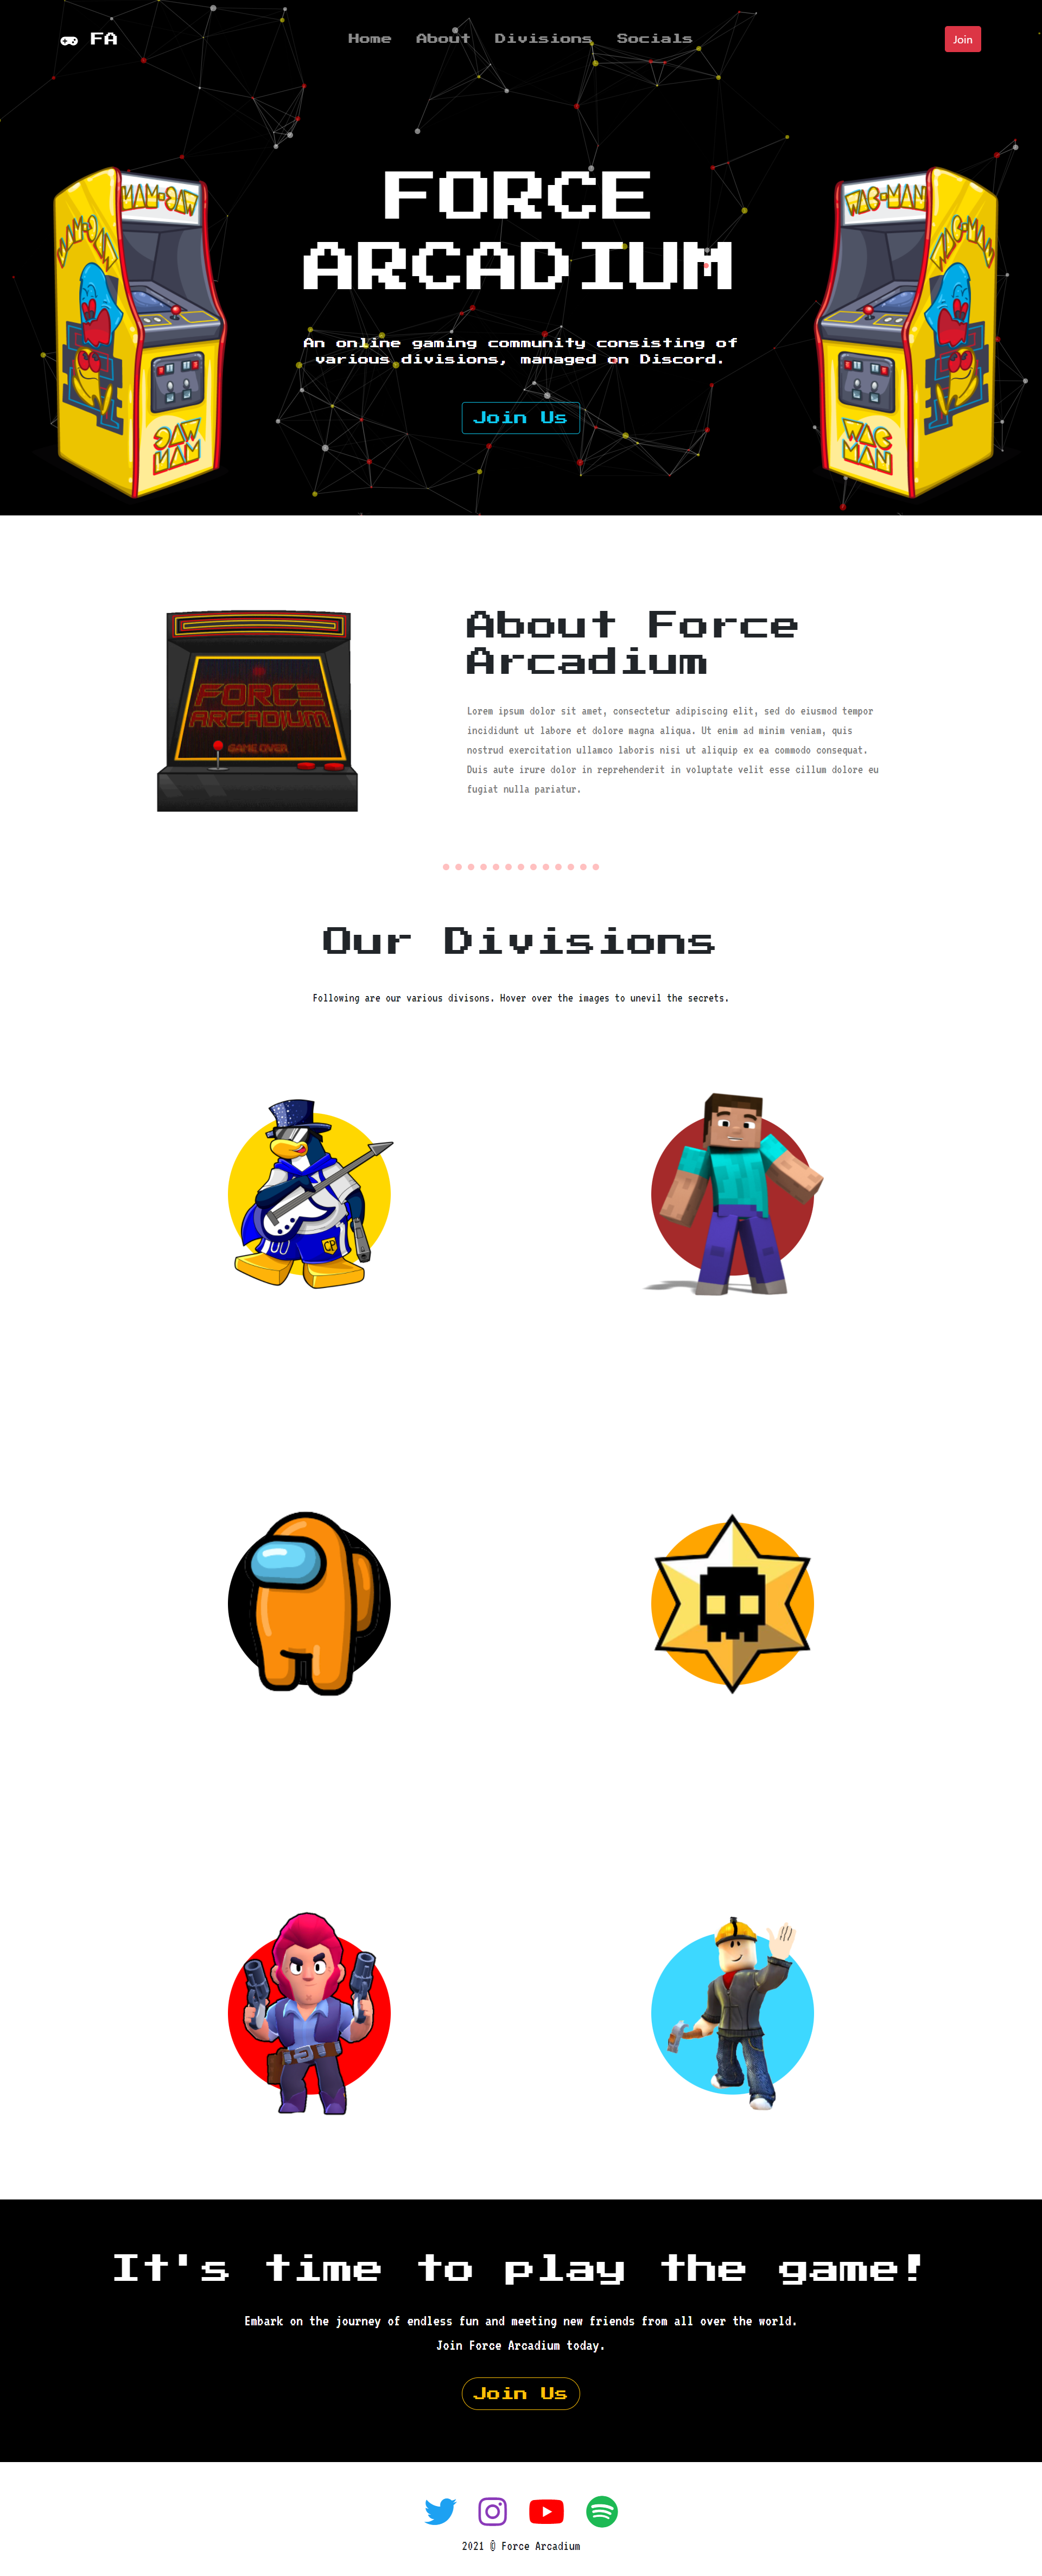 FA
Home About Divisions Socials
Join
FORCE
ARCADIUM
WAC-MAN
WAC-MAN
WAC
MAN
An online gaming community consisting of
various divisions, managed on Discord.
Join Us
FORCE
ARCADIUM
GAME OVER
About Force
Arcadium
Lorem ipsum dolor sit amet, consectetur adipiscing elit, sed do eiusmod tempor
incididunt ut labore et dolore magna aliqua. Ut enim ad minim veniam, quis
nostrud exercitation ullamco laboris nisi ut aliquip ex ea commodo consequat.
Duis aute irure dolor in reprehenderit in voluptate velit esse cillum dolore eu
fugiat nulla pariatur.
Our Divisions
Following are our various divisons. Hover over the images to unevil the secrets.
CP
It's time to play the game!
Embark on the journey of endless fun and meeting new friends from all over the world.
Join Force Arcadium today.
Join Us
2021 © Force Arcadium